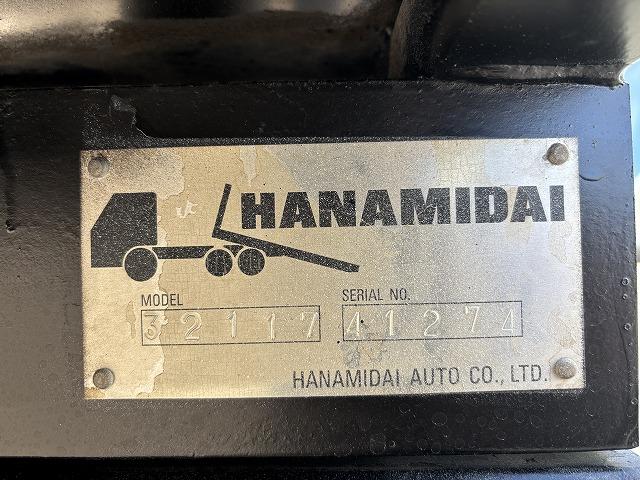 HANAMIDAI
MODEL SERIAL NO.
32117 41274
HANAMIDAI AUTO CO., LTD.